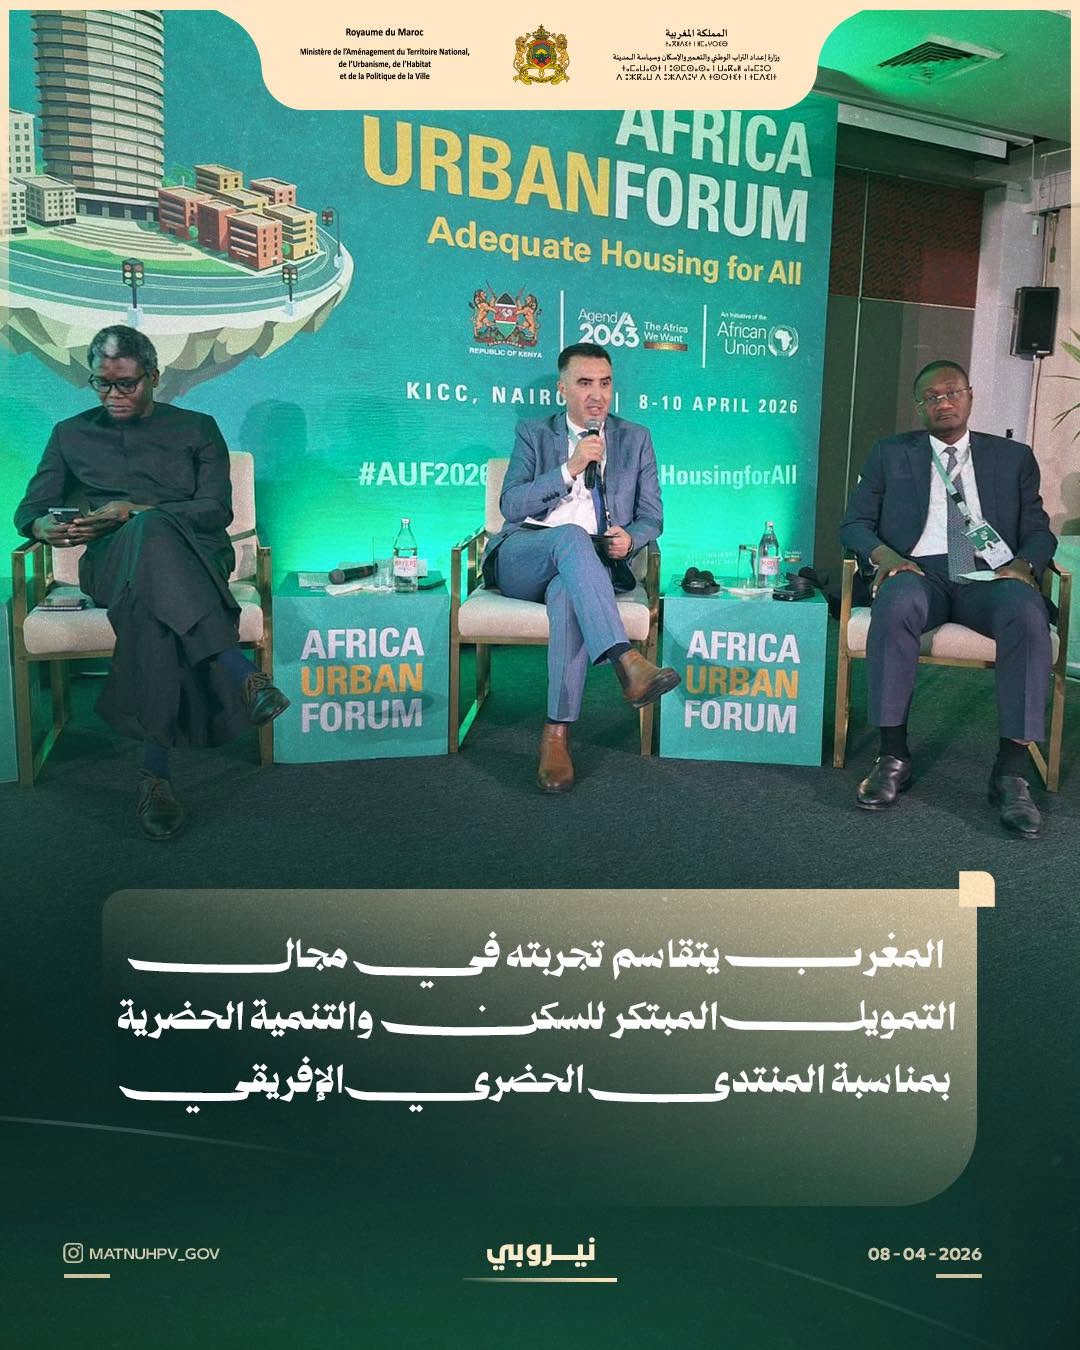 Royaume du Maroc
Ministère de l'Aménagement du Territoire National,
de l'Urbanisme, de l'Habitat
et de la Politique de la Ville
المملكة المغربية
وزارة إعداد التراب الوطني والتعمير والإسكان وسياسة المدينة
AFRICA
URBAN FORUM
Adequate Housing for All
REPUBLIC OF KENYA
Agenda
2063
The Africa
We Want
An Initiative of the
African
Union
KICC, NAIRO
| 8-10 APRIL 2026
#AUF2026
HousingforAll
AFRICA
URBAN
FORUM
AFRICA
URBAN
FORUM
المغرب يتقاسم تجربته في مجال
التمويل المبتكر للسكن والتنمية الحضرية
بمناسبة المنتدى الحضري الإفريقي
MATNUHPV_GOV
نيروبي
08-04-2026